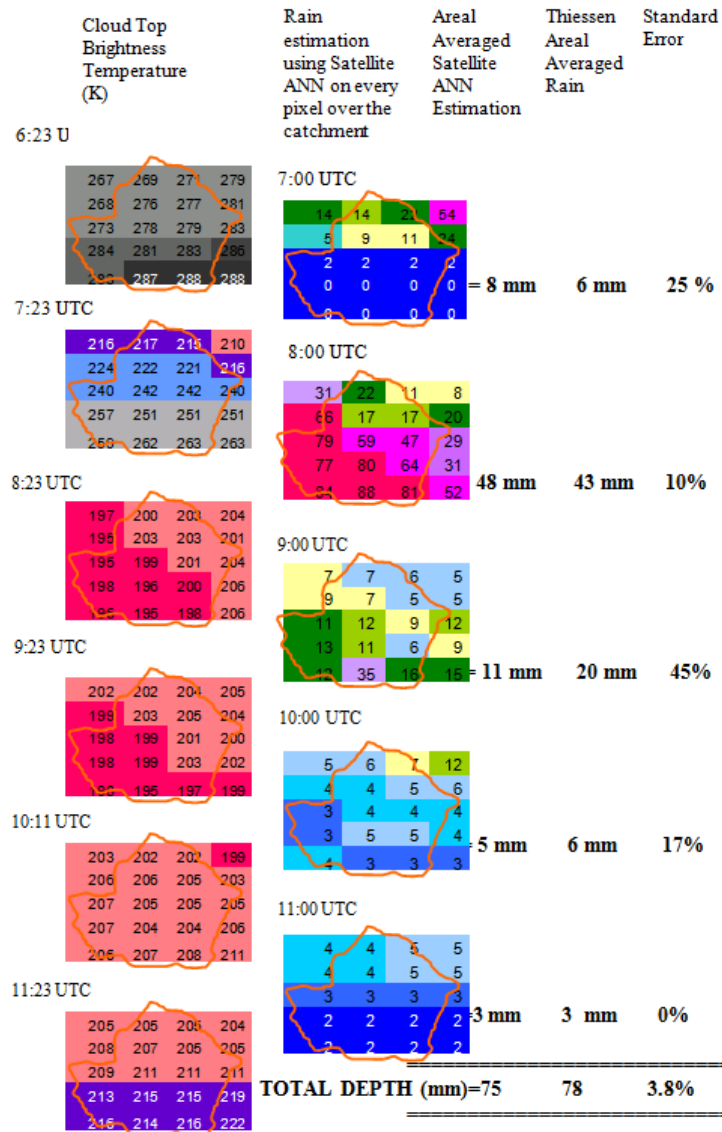 Cloud Top
Brightness
Temperature
(K)
Rain
estimation
using Satellite
ANN on every
pixel over the
catchment
Areal
Averaged
Satellite
ANN
Estimation
Thiessen
Areal
Averaged
Rain
Standard
Error
6:23 U
267 269 271 279
268 276 277 281
273 278 279 283
284 281 283 286
287 288 288
7:23 UTC
216 217 215 210
224 222 221 216
240 242 242 240
257 251 251 251
262 263 263
8:23 UTC
197 200 203 204
195 203 203 201
195 199 201 204
198 196 200 206
195 195 198 206
9:23 UTC
202 202 204 205
199 203 205 204
198 199 201 200
198 199 203 202
195 197 199
10:11 UTC
203 202 202 199
206 206 205 203
207 205 205 205
207 204 204 206
206 207 208 211
11:23 UTC
205 205 205 204
208 207 205 205
209 211 211 211
213 215 215 219
216 214 216 222
7:00 UTC
14 14 54
5 9 11 24
2 2 2 2
0 0 0 0
0 0 0 0
= 8 mm 6 mm 25 %
8:00 UTC
31 22 11 8
66 17 17 20
79 59 47 29
77 80 64 31
84 88 81 52
48 mm 43 mm 10%
9:00 UTC
7 7 6 5
9 7 5 5
11 12 9 12
13 11 6 9
35 16 15
= 11 mm 20 mm 45%
10:00 UTC
5 6 7 12
4 4 5 6
3 4 4 4
3 5 5 4
4 3 3 3
= 5 mm 6 mm 17%
11:00 UTC
4 4 5 5
4 4 5 5
3 3 3 3
2 2 2 2
2 2 2 2
=3 mm 3 mm 0%
TOTAL DEPTH (mm)=75 78 3.8%